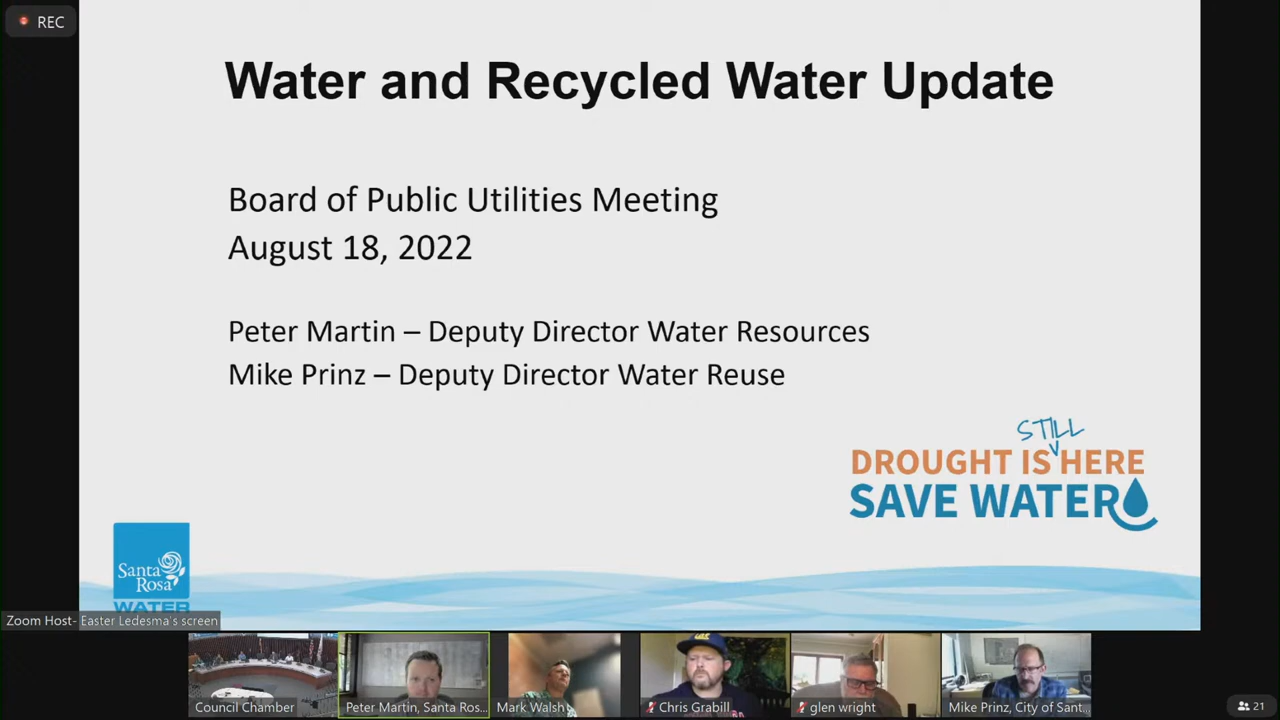 REC
Water and Recycled Water Update
Board of Public Utilities Meeting
August 18, 2022
Peter Martin – Deputy Director Water Resources
Mike Prinz – Deputy Director Water Reuse
STILL
DROUGHT IS HERE
SAVE WATER
Santa
Rosa
WATER
Zoom Host- Easter Ledesma's screen
Council Chamber
Peter Martin, Santa Ros...
Mark Walsh
Chris Grabill
glen wright
Mike Prinz, City of Sant...
21